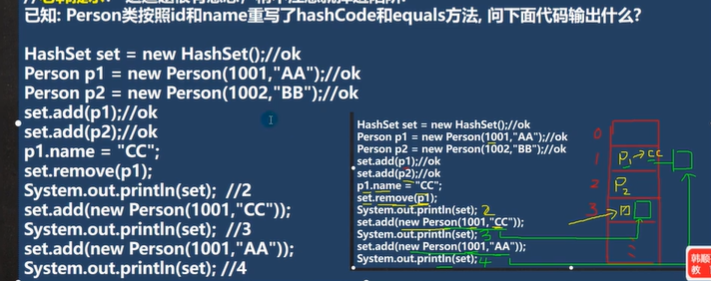 已知: Person类按照id和name重写了hashCode和equals方法, 问下面代码输出什么?
HashSet set = new HashSet();//ok
Person p1 = new Person(1001,"AA");//ok
Person p2 = new Person(1002,"BB");//ok
set.add(p1);//ok
set.add(p2);//ok
p1.name = "CC";
set.remove(p1);
System.out.println(set); //2
set.add(new Person(1001,"CC"));
System.out.println(set); //3
set.add(new Person(1001,"AA"));
System.out.println(set); //4
HashSet set = new HashSet();//ok
Person p1 = new Person(1001,"AA");//ok
Person p2 = new Person(1002,"BB");//ok
set.add(p1);//ok
set.add(p2);//ok
p1.name = "CC";
set.remove(p1);
System.out.println(set); 2
set.add(new Person(1001,"CC"));
System.out.println(set); 3
set.add(new Person(1001,"AA"));
System.out.println(set); 4
0
1 P1→CC
2 P2
3
韩顺
教